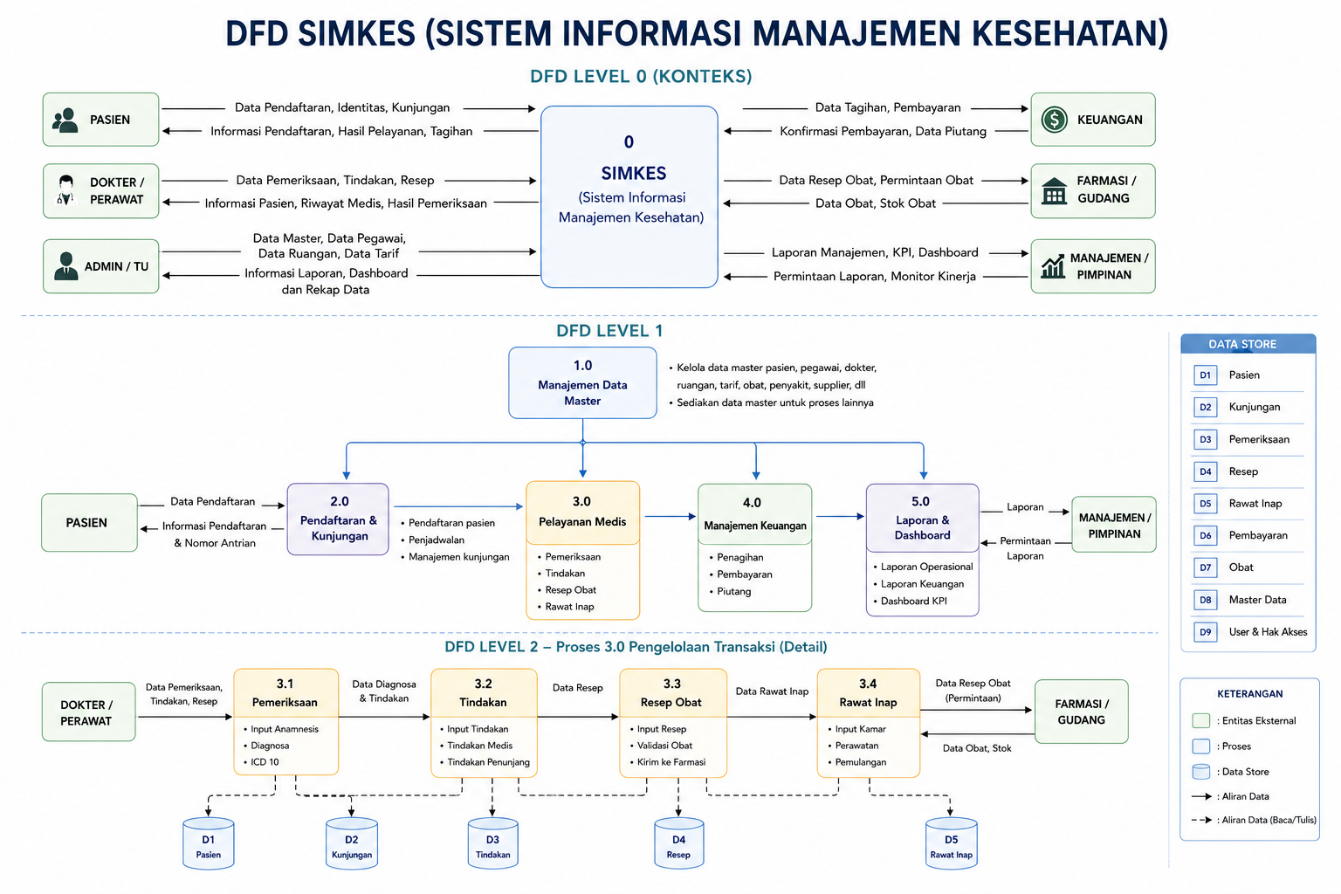 DFD SIMKES (SISTEM INFORMASI MANAJEMEN KESEHATAN)
DFD LEVEL 0 (KONTEKS)
PASIEN
Data Pendaftaran, Identitas, Kunjungan
Informasi Pendaftaran, Hasil Pelayanan, Tagihan
DOKTER /
PERAWAT
Data Pemeriksaan, Tindakan, Resep
Informasi Pasien, Riwayat Medis, Hasil Pemeriksaan
ADMIN / TU
Data Master, Data Pegawai,
Data Ruangan, Data Tarif
Informasi Laporan, Dashboard
dan Rekap Data
0
SIMKES
(Sistem Informasi
Manajemen Kesehatan)
Data Tagihan, Pembayaran
Konfirmasi Pembayaran, Data Piutang
$
KEUANGAN
Data Resep Obat, Permintaan Obat
Data Obat, Stok Obat
FARMASI /
GUDANG
Laporan Manajemen, KPI, Dashboard
Permintaan Laporan, Monitor Kinerja
MANAJEMEN /
PIMPINAN
DFD LEVEL 1
1.0
Manajemen Data
Master
• Kelola data master pasien, pegawai, dokter,
ruangan, tarif, obat, penyakit, supplier, dll
• Sediakan data master untuk proses lainnya
PASIEN
Data Pendaftaran
Informasi Pendaftaran
& Nomor Antrian
2.0
Pendaftaran &
Kunjungan
• Pendaftaran pasien
• Penjadwalan
• Manajemen kunjungan
3.0
Pelayanan Medis
• Pemeriksaan
• Tindakan
• Resep Obat
• Rawat Inap
4.0
Manajemen Keuangan
• Penagihan
• Pembayaran
• Piutang
5.0
Laporan &
Dashboard
• Laporan Operasional
• Laporan Keuangan
• Dashboard KPI
Laporan
Permintaan
Laporan
MANAJEMEN /
PIMPINAN
DATA STORE
D1 Pasien
D2 Kunjungan
D3 Pemeriksaan
D4 Resep
D5 Rawat Inap
D6 Pembayaran
D7 Obat
D8 Master Data
D9 User & Hak Akses
DFD LEVEL 2 – Proses 3.0 Pengelolaan Transaksi (Detail)
DOKTER /
PERAWAT
Data Pemeriksaan,
Tindakan, Resep
3.1
Pemeriksaan
• Input Anamnesis
• Diagnosa
• ICD 10
Data Diagnosa
& Tindakan
3.2
Tindakan
• Input Tindakan
• Tindakan Medis
• Tindakan Penunjang
Data Resep
3.3
Resep Obat
• Input Resep
• Validasi Obat
• Kirim ke Farmasi
Data Rawat Inap
3.4
Rawat Inap
• Input Kamar
• Perawatan
• Pemulangan
Data Resep Obat
(Permintaan)
Data Obat, Stok
FARMASI /
GUDANG
D1
Pasien
D2
Kunjungan
D3
Tindakan
D4
Resep
D5
Rawat Inap
KETERANGAN
: Entitas Eksternal
: Proses
: Data Store
: Aliran Data
: Aliran Data (Baca/Tulis)